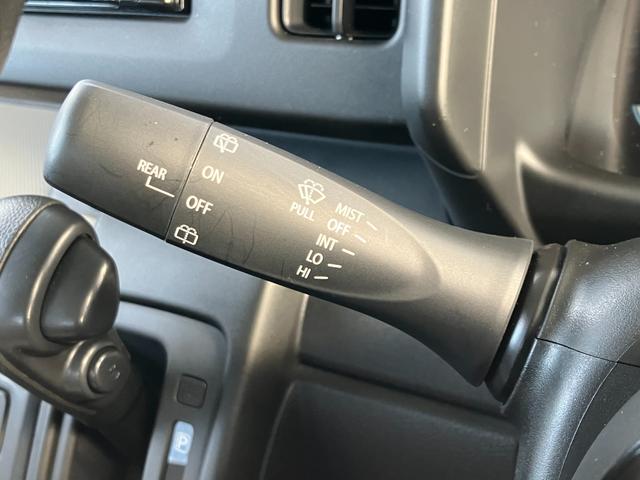 REAR
ON
OFF
PULL
MIST
OFF
INT
LO
HI
P